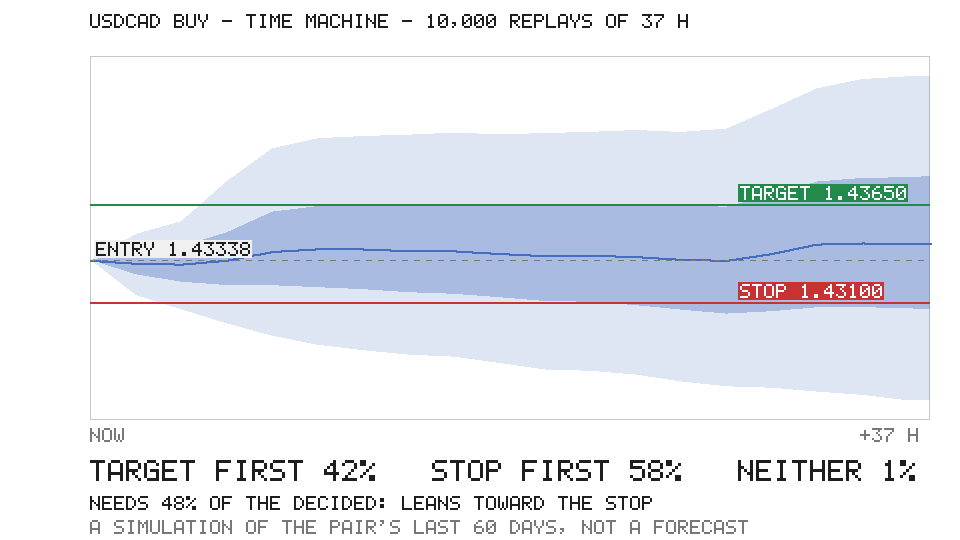 USDCAD BUY - TIME MACHINE - 10,000 REPLAYS OF 37 H
TARGET 1.43650
ENTRY 1.43338
STOP 1.43100
NOW +37 H
TARGET FIRST 42% STOP FIRST 58% NEITHER 1%
NEEDS 48% OF THE DECIDED: LEANS TOWARD THE STOP
A SIMULATION OF THE PAIR'S LAST 60 DAYS, NOT A FORECAST